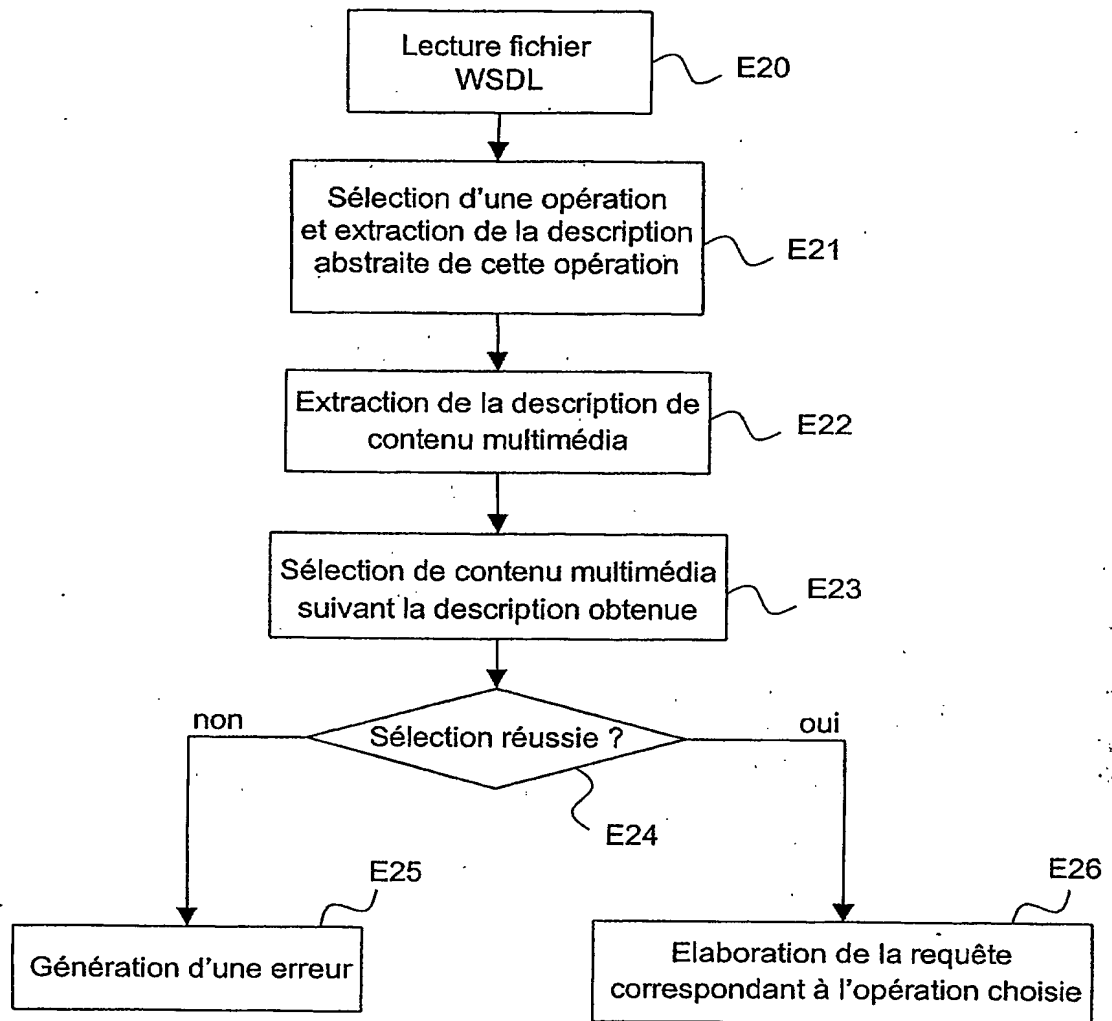 Lecture fichier
WSDL
E20
Sélection d'une opération
et extraction de la description
abstraite de cette opération
E21
Extraction de la description de
contenu multimédia
E22
Sélection de contenu multimédia
suivant la description obtenue
E23
non
Sélection réussie ?
oui
E24
E25
E26
Génération d'une erreur
Elaboration de la requête
correspondant à l'opération choisie